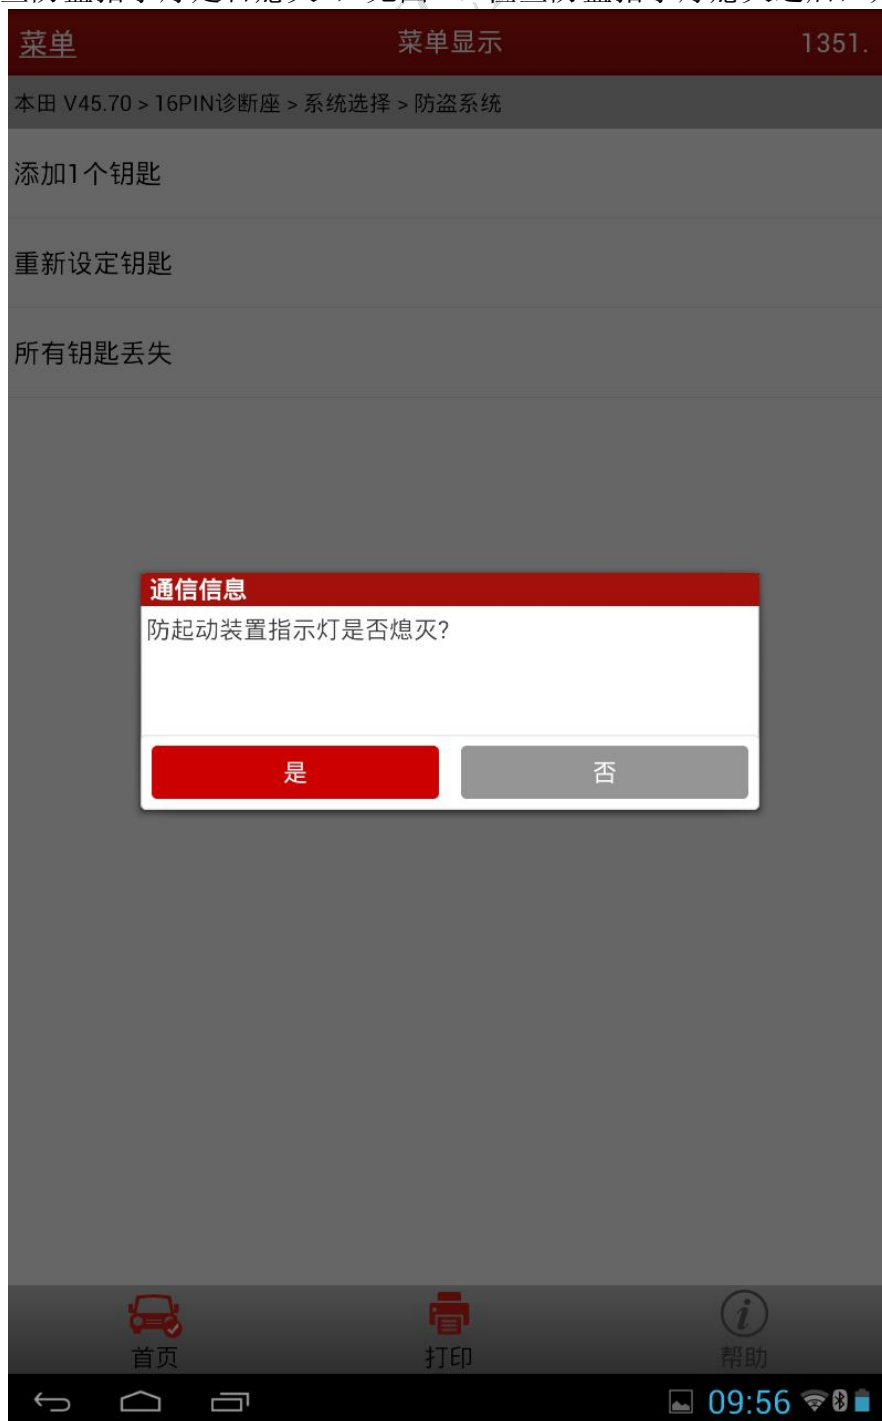 菜单 菜单显示 1351.
本田 V45.70 > 16PIN诊断座 > 系统选择 > 防盗系统
添加1个钥匙
重新设定钥匙
所有钥匙丢失
通信信息
防起动装置指示灯是否熄灭?
是 否
首页 打印 帮助
09:56